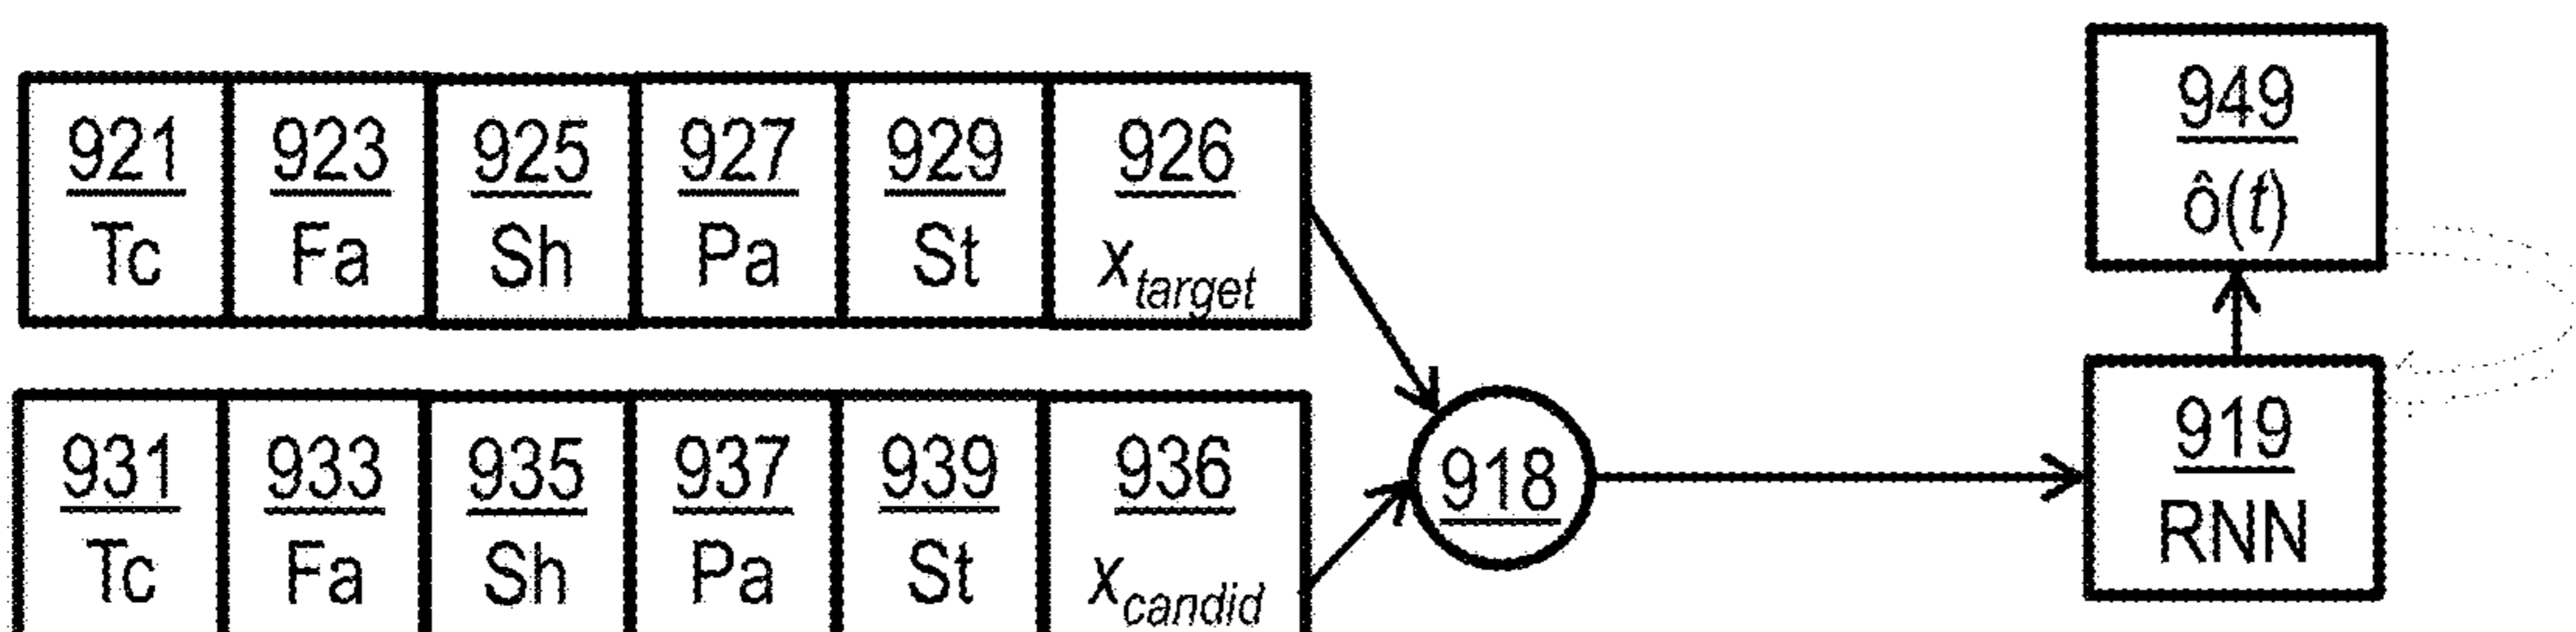 921 923 925 927 929 926
Tc Fa Sh Pa St x_target
931 933 935 937 939 936
Tc Fa Sh Pa St x_candid
918
949
ô(t)
919
RNN